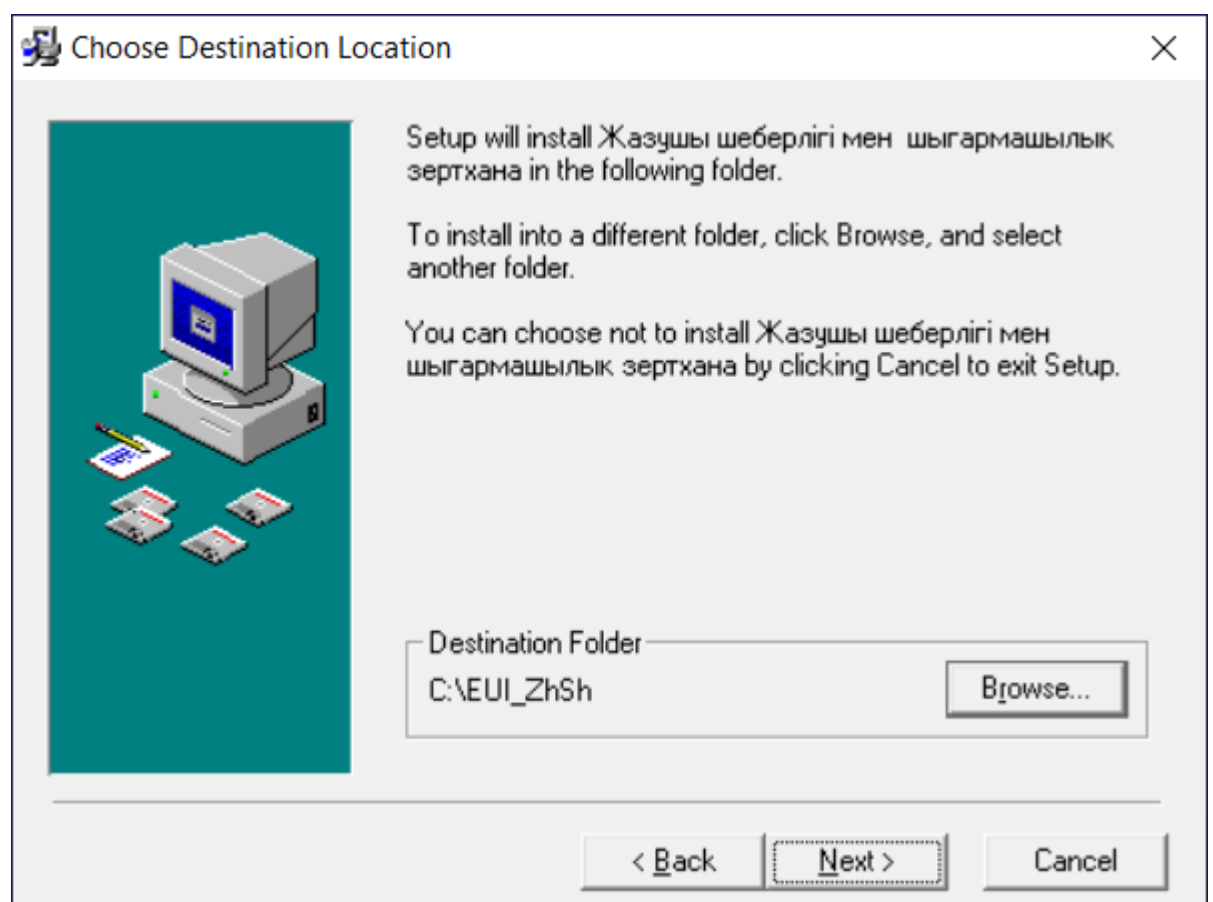 Choose Destination Location
Setup will install Жазушы шеберлігі мен шыгармашылык
зертхана in the following folder.
To install into a different folder, click Browse, and select
another folder.
You can choose not to install Жазушы шеберлігі мен
шыгармашылык зертхана by clicking Cancel to exit Setup.
Destination Folder
C:\EUI_ZhSh
Browse...
< Back
Next >
Cancel